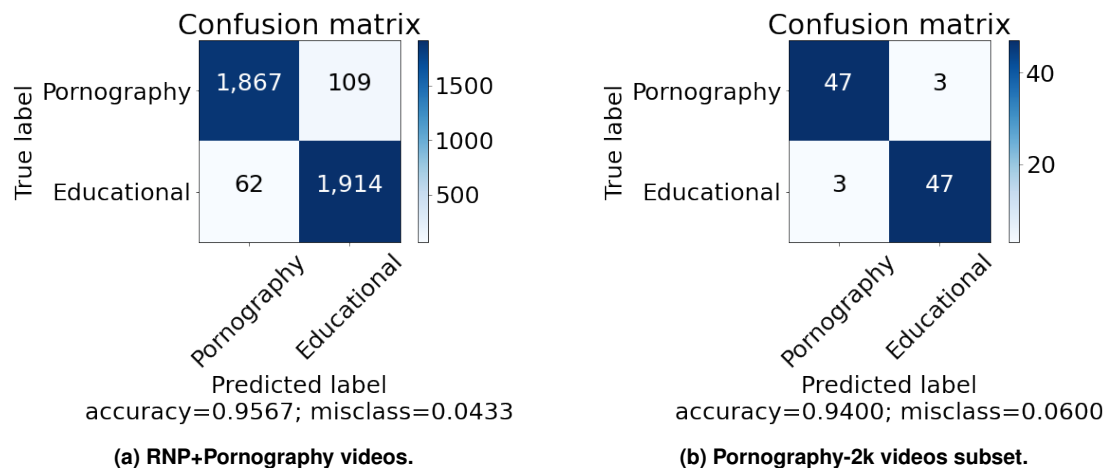 Confusion matrix
True label
Pornography
Educational
1,867 109
62 1,914
1500
1000
500
Pornography
Educational
Predicted label
accuracy=0.9567; misclass=0.0433
(a) RNP+Pornography videos.
Confusion matrix
True label
Pornography
Educational
47 3
3 47
40
20
Pornography
Educational
Predicted label
accuracy=0.9400; misclass=0.0600
(b) Pornography-2k videos subset.